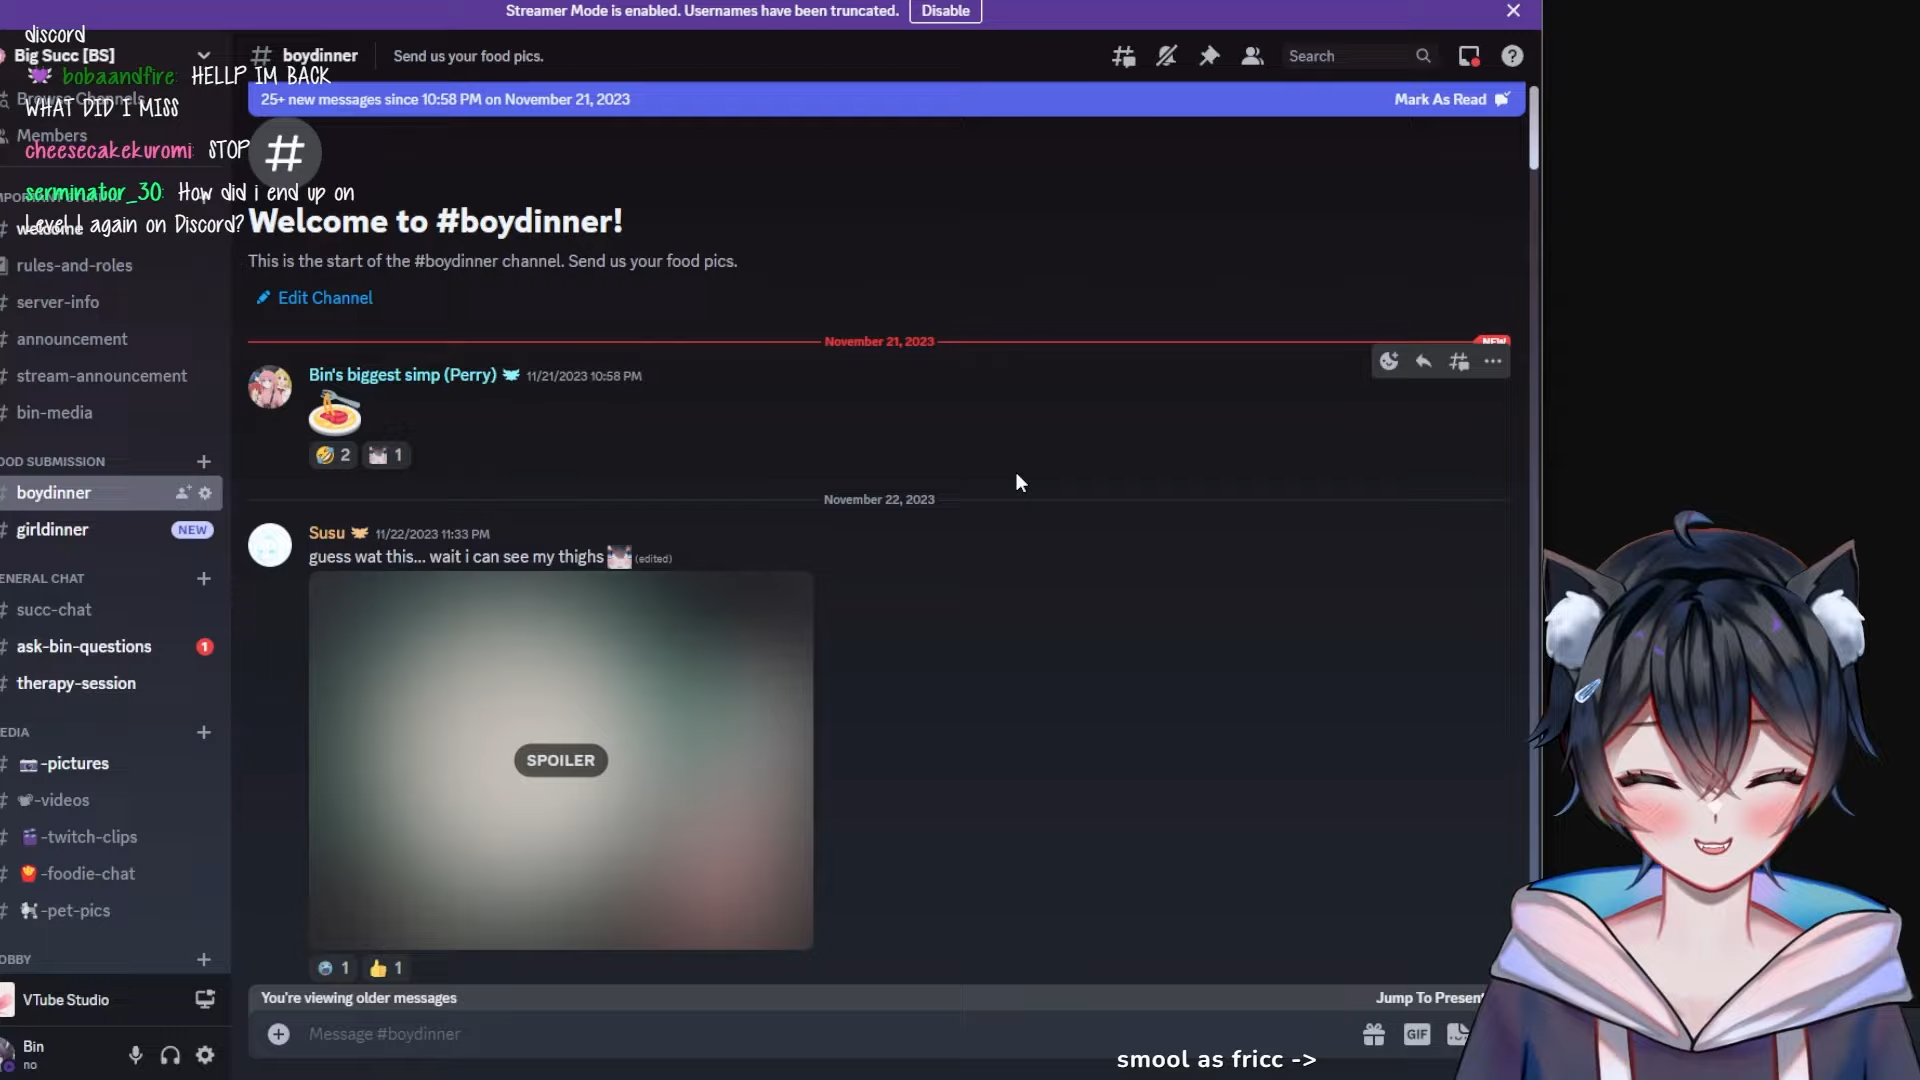 Streamer Mode is enabled. Usernames have been truncated. Disable
discord
Big Succ [BS]
bobaandfire: HELLP IM BACK
WHAT DID I MISS
Browse Channels
Members
cheesecakekuromi: STOP
serminator_30: How did i end up on
Level 1 again on Discord?
welcome
rules-and-roles
server-info
announcement
stream-announcement
bin-media
OOD SUBMISSION
boydinner
girldinner NEW
ENERAL CHAT
succ-chat
ask-bin-questions 1
therapy-session
EDIA
-pictures
-videos
-twitch-clips
-foodie-chat
-pet-pics
OBBY
VTube Studio
Bin
no
boydinner Send us your food pics. Search
25+ new messages since 10:58 PM on November 21, 2023 Mark As Read
#
Welcome to #boydinner!
This is the start of the #boydinner channel. Send us your food pics.
Edit Channel
November 21, 2023 NEW
Bin's biggest simp (Perry) 11/21/2023 10:58 PM
2 1
November 22, 2023
Susu 11/22/2023 11:33 PM
guess wat this... wait i can see my thighs (edited)
SPOILER
1 1
You're viewing older messages Jump To Present
Message #boydinner GIF
smool as fricc ->